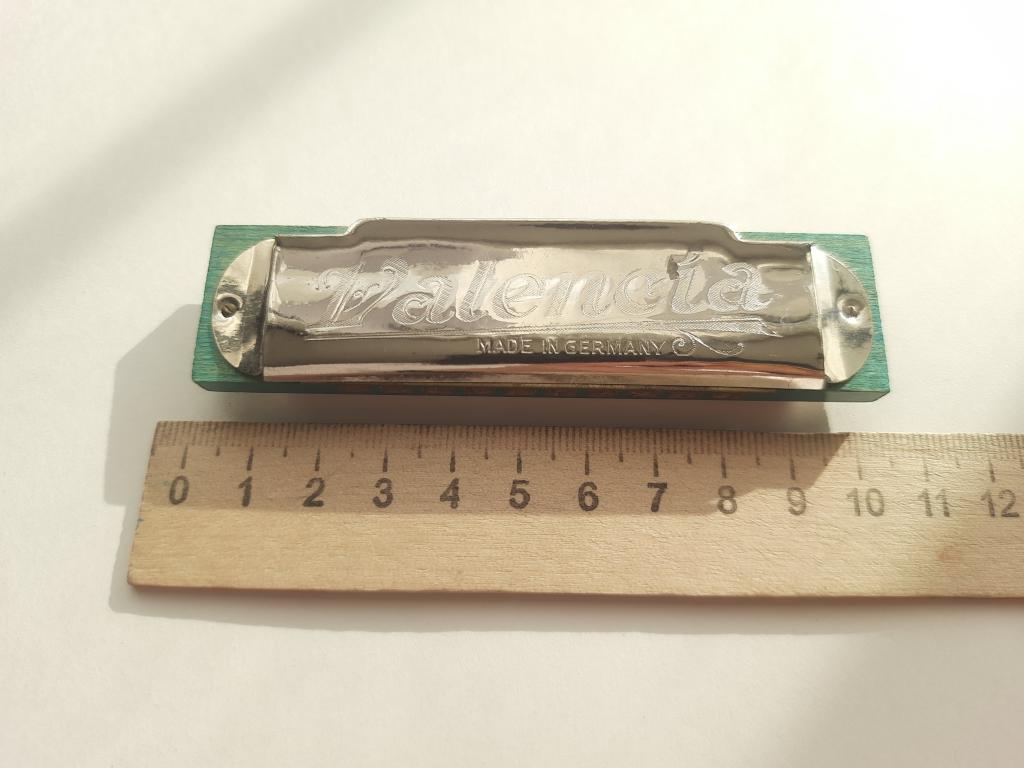 Valencia
MADE IN GERMANY
0 1 2 3 4 5 6 7 8 9 10 11 12